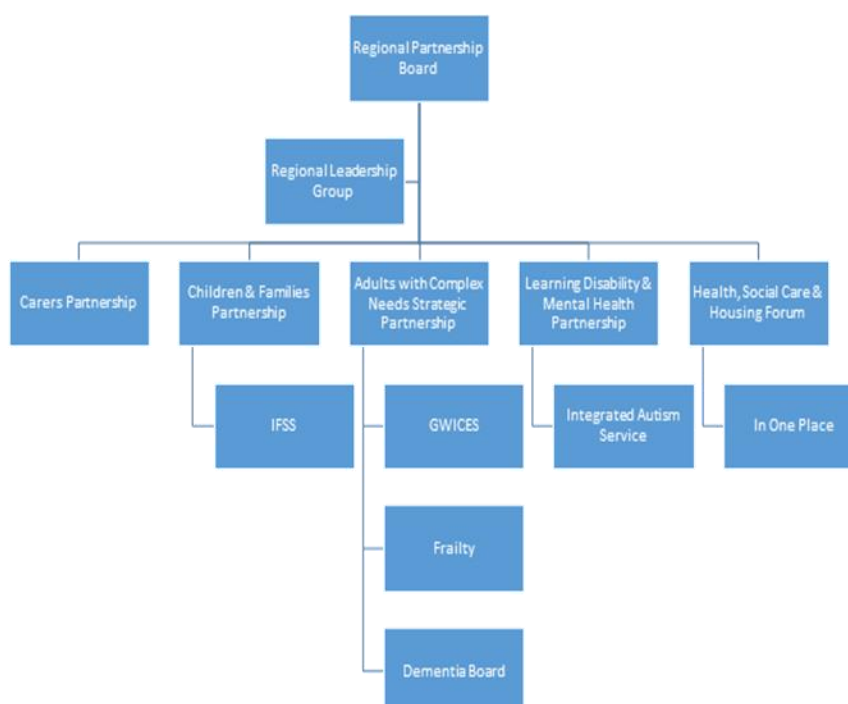 Regional Partnership
Board
Regional Leadership
Group
Carers Partnership
Children & Families
Partnership
Adults with Complex
Needs Strategic
Partnership
Learning Disability &
Mental Health
Partnership
Health, Social Care &
Housing Forum
IFSS
GWICES
Integrated Autism
Service
In One Place
Frailty
Dementia Board